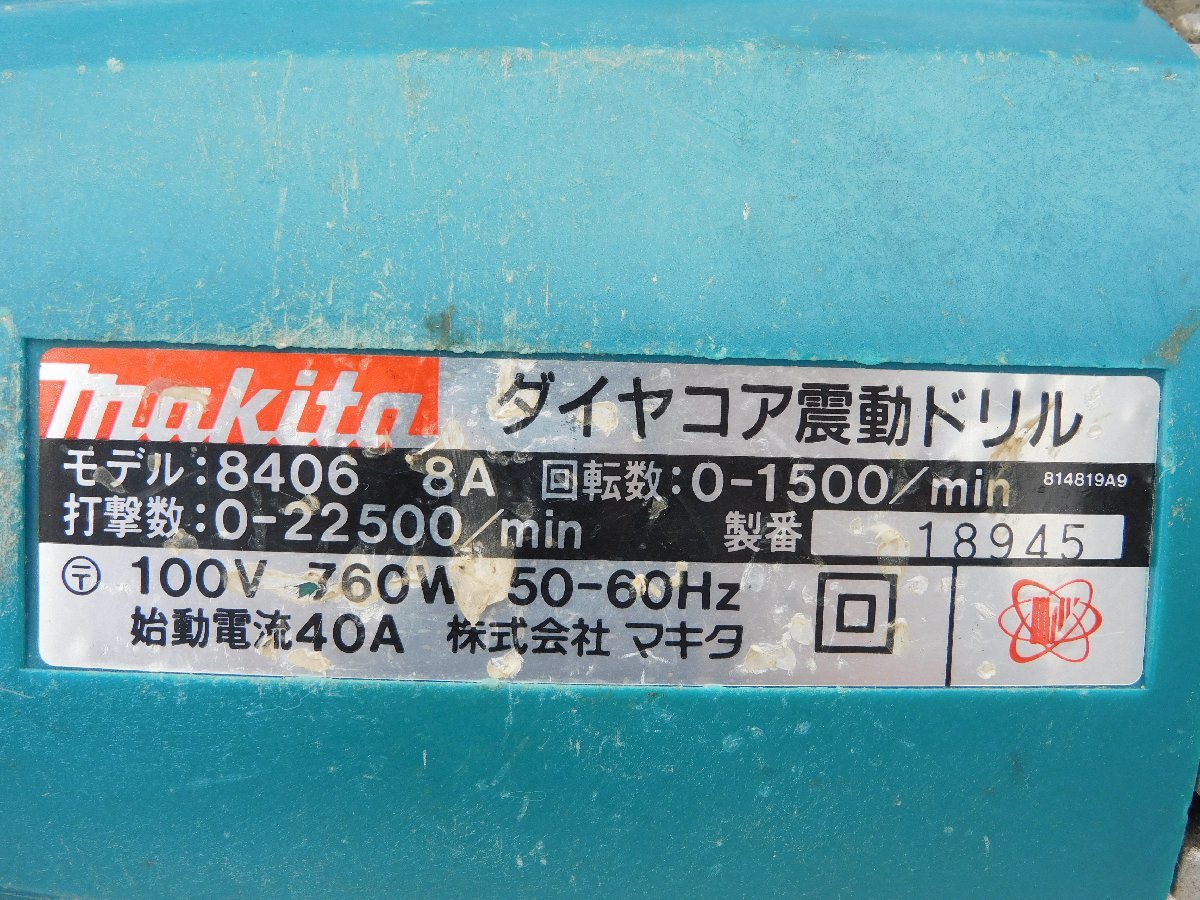 makita ダイヤコア震動ドリル
モデル:8406 8A 回転数:0-1500/min 814819A9
打撃数:0-22500/min 製番 18945
〒 100V 760W 50-60Hz
始動電流40A 株式会社 マキタ